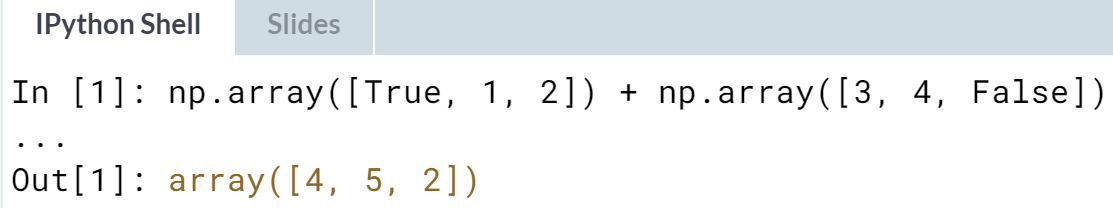 IPython Shell Slides
In [1]: np.array([True, 1, 2]) + np.array([3, 4, False])
...
Out[1]: array([4, 5, 2])